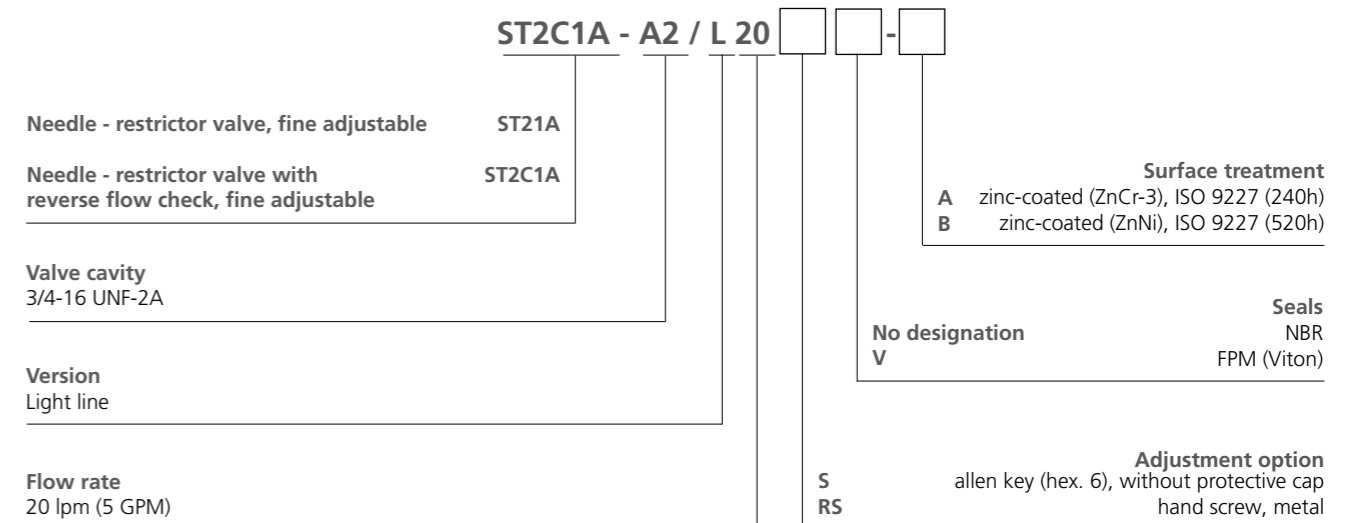 ST2C1A - A2 / L 20 -
Needle - restrictor valve, fine adjustable ST21A
Needle - restrictor valve with ST2C1A
reverse flow check, fine adjustable
Surface treatment
A zinc-coated (ZnCr-3), ISO 9227 (240h)
B zinc-coated (ZnNi), ISO 9227 (520h)
Valve cavity
3/4-16 UNF-2A
Seals
No designation NBR
V FPM (Viton)
Version
Light line
Adjustment option
S allen key (hex. 6), without protective cap
RS hand screw, metal
Flow rate
20 lpm (5 GPM)